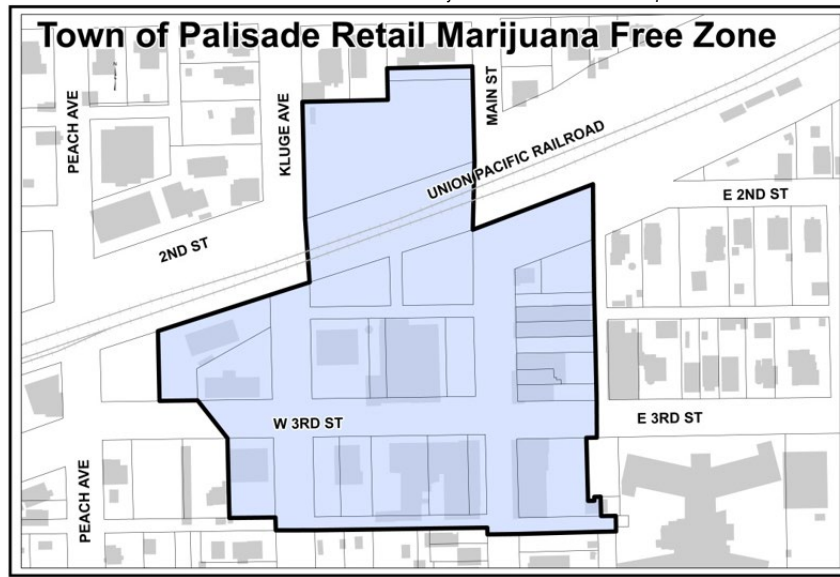 Town of Palisade Retail Marijuana Free Zone
PEACH AVE
KLUGE AVE
MAIN ST
UNION PACIFIC RAILROAD
E 2ND ST
2ND ST
W 3RD ST
E 3RD ST
PEACH AVE